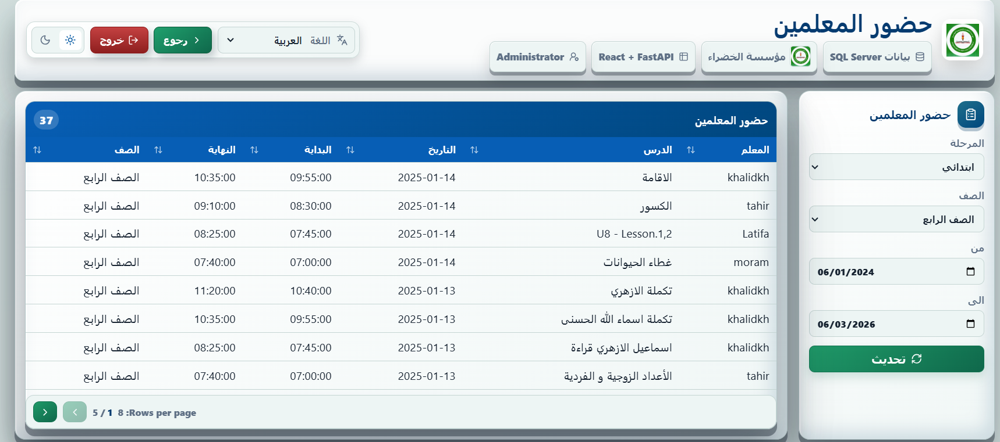 حضور المعلمين
بيانات SQL Server
مؤسسة الخضراء
React + FastAPI
Administrator
اللغة العربية
رجوع
خروج
حضور المعلمين
المرحلة
ابتدائي
الصف
الصف الرابع
من
06/01/2024
الى
06/03/2026
تحديث
حضور المعلمين 37
المعلم الدرس التاريخ البداية النهاية الصف
khalidkh الاقامة 2025-01-14 09:55:00 10:35:00 الصف الرابع
tahir الكسور 2025-01-14 08:30:00 09:10:00 الصف الرابع
Latifa U8 - Lesson.1,2 2025-01-14 07:45:00 08:25:00 الصف الرابع
moram غطاء الحيوانات 2025-01-14 07:00:00 07:40:00 الصف الرابع
khalidkh تكملة الازهري 2025-01-13 10:40:00 11:20:00 الصف الرابع
khalidkh تكملة اسماء الله الحسنى 2025-01-13 09:55:00 10:35:00 الصف الرابع
khalidkh اسماعيل الازهري قراءة 2025-01-13 07:45:00 08:25:00 الصف الرابع
tahir الأعداد الزوجية و الفردية 2025-01-13 07:00:00 07:40:00 الصف الرابع
Rows per page: 8 1 / 5